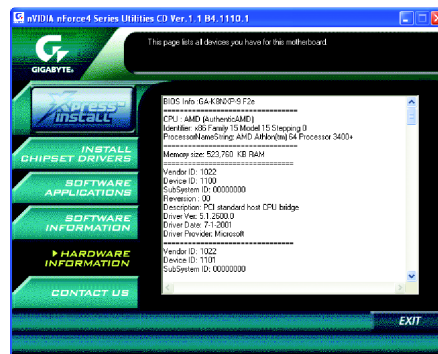 nVIDIA nForce4 Series Utilities CD Ver.1.1 B4.1110.1
GIGABYTE
This page lists all devices you have for this motherboard.
Xpress™
INSTALL
INSTALL
CHIPSET DRIVERS
SOFTWARE
APPLICATIONS
SOFTWARE
INFORMATION
HARDWARE
INFORMATION
CONTACT US
BIOS Info :GA-K8NXP-9 F2e
================================
CPU : AMD (AuthenticAMD)
Identifier: x86 Family 15 Model 15 Stepping 0
ProcessorNameString: AMD Athlon(tm) 64 Processor 3400+
================================
Memory size: 523,760 KB RAM
================================
Vendor ID: 1022
Device ID: 1100
SubSystem ID: 00000000
Reversion : 00
Description: PCI standard host CPU bridge
Driver Ver: 5.1.2600.0
Driver Date: 7-1-2001
Driver Provider: Microsoft
================================
Vendor ID: 1022
Device ID: 1101
SubSystem ID: 00000000
EXIT